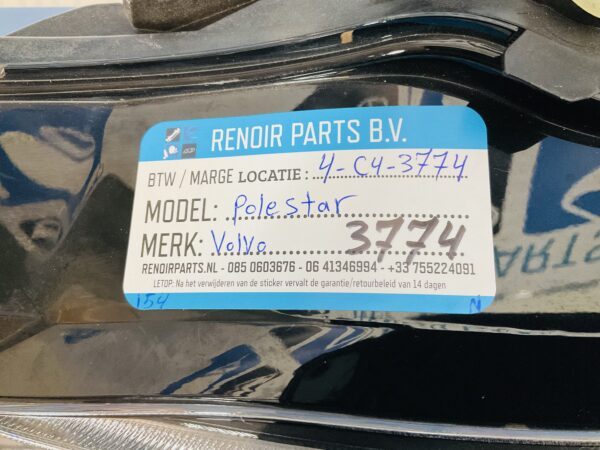 RENOIR PARTS B.V.
BTW / MARGE LOCATIE : 4-C4-3774
MODEL: Polestar
MERK: Volvo 3774
RENOIRPARTS.NL - 085 0603676 - 06 41346994 - +33 755224091
LETOP: Na het verwijderen van de sticker vervalt de garantie/retourbeleid van 14 dagen
154 N